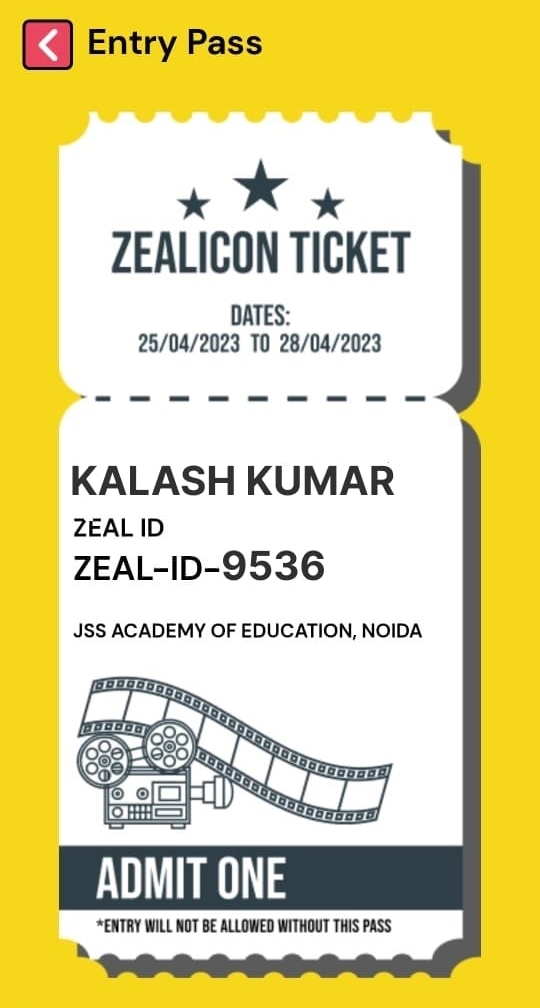 Entry Pass
ZEALICON TICKET
DATES:
25/04/2023 TO 28/04/2023
KALASH KUMAR
ZEAL ID
ZEAL-ID-9536
JSS ACADEMY OF EDUCATION, NOIDA
ADMIT ONE
*ENTRY WILL NOT BE ALLOWED WITHOUT THIS PASS